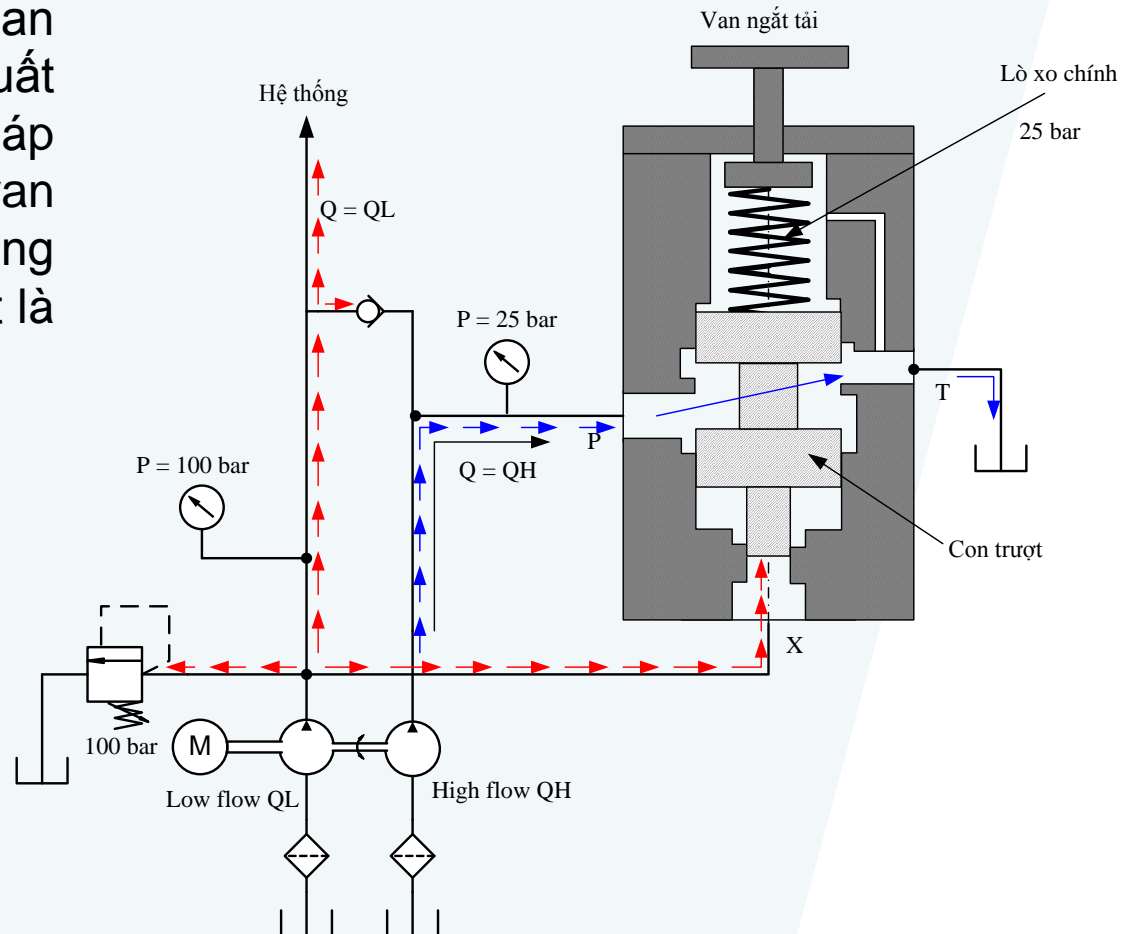 an
uất
áp
van
ng
là
Van ngắt tải
Lò xo chính
25 bar
Hệ thống
Q = QL
P = 25 bar
P
T
Q = QH
P = 100 bar
Con trượt
X
100 bar
M
Low flow QL
High flow QH